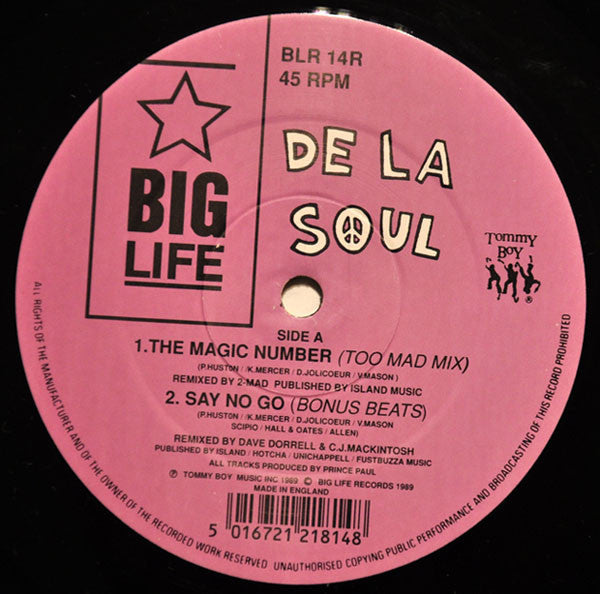 BLR 14R
45 RPM
BIG
LIFE
DE LA
SOUL
Tommy
Boy
®
SIDE A
1.THE MAGIC NUMBER (TOO MAD MIX)
(P.HUSTON / /K.MERCER / D.JOLICOEUR / V.MASON )
REMIXED BY 2-MAD PUBLISHED BY ISLAND MUSIC
2. SAY NO GO (BONUS BEATS)
(P.HUSTON / /K.MERCER / D.JOLICOEUR / V.MASON
SCIPIO / HALL & OATES / ALLEN)
REMIXED BY DAVE DORRELL & C.J.MACKINTOSH
PUBLISHED BY ISLAND / HOTCHA / UNICHAPPELL / FUSTBUZZA MUSIC
ALL TRACKS PRODUCED BY PRINCE PAUL
℗ TOMMY BOY MUSIC INC 1989 © BIG LIFE RECORDS 1989
MADE IN ENGLAND
5 016721 218148
ALL RIGHTS OF THE MANUFACTURER AND OF THE OWNER OF THE RECORDED WORK RESERVED UNAUTHORISED COPYING PUBLIC PERFORMANCE AND BROADCASTING OF THIS RECORD PROHIBITED